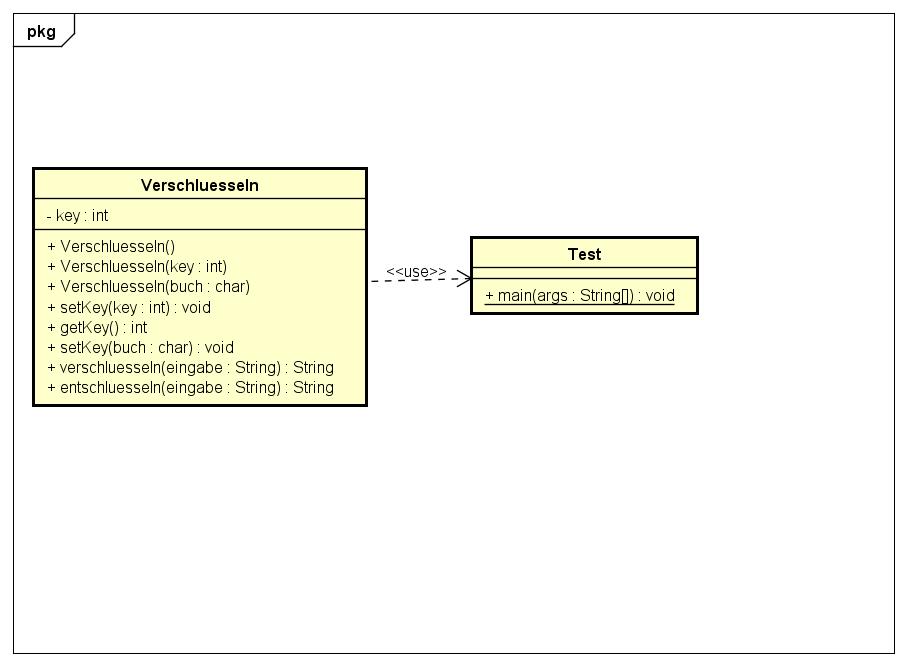 pkg
Verschluesseln
- key : int
+ Verschluesseln()
+ Verschluesseln(key : int)
+ Verschluesseln(buch : char)
+ setKey(key : int) : void
+ getKey() : int
+ setKey(buch : char) : void
+ verschluesseln(eingabe : String) : String
+ entschluesseln(eingabe : String) : String
<<use>>
Test
+ main(args : String[]) : void